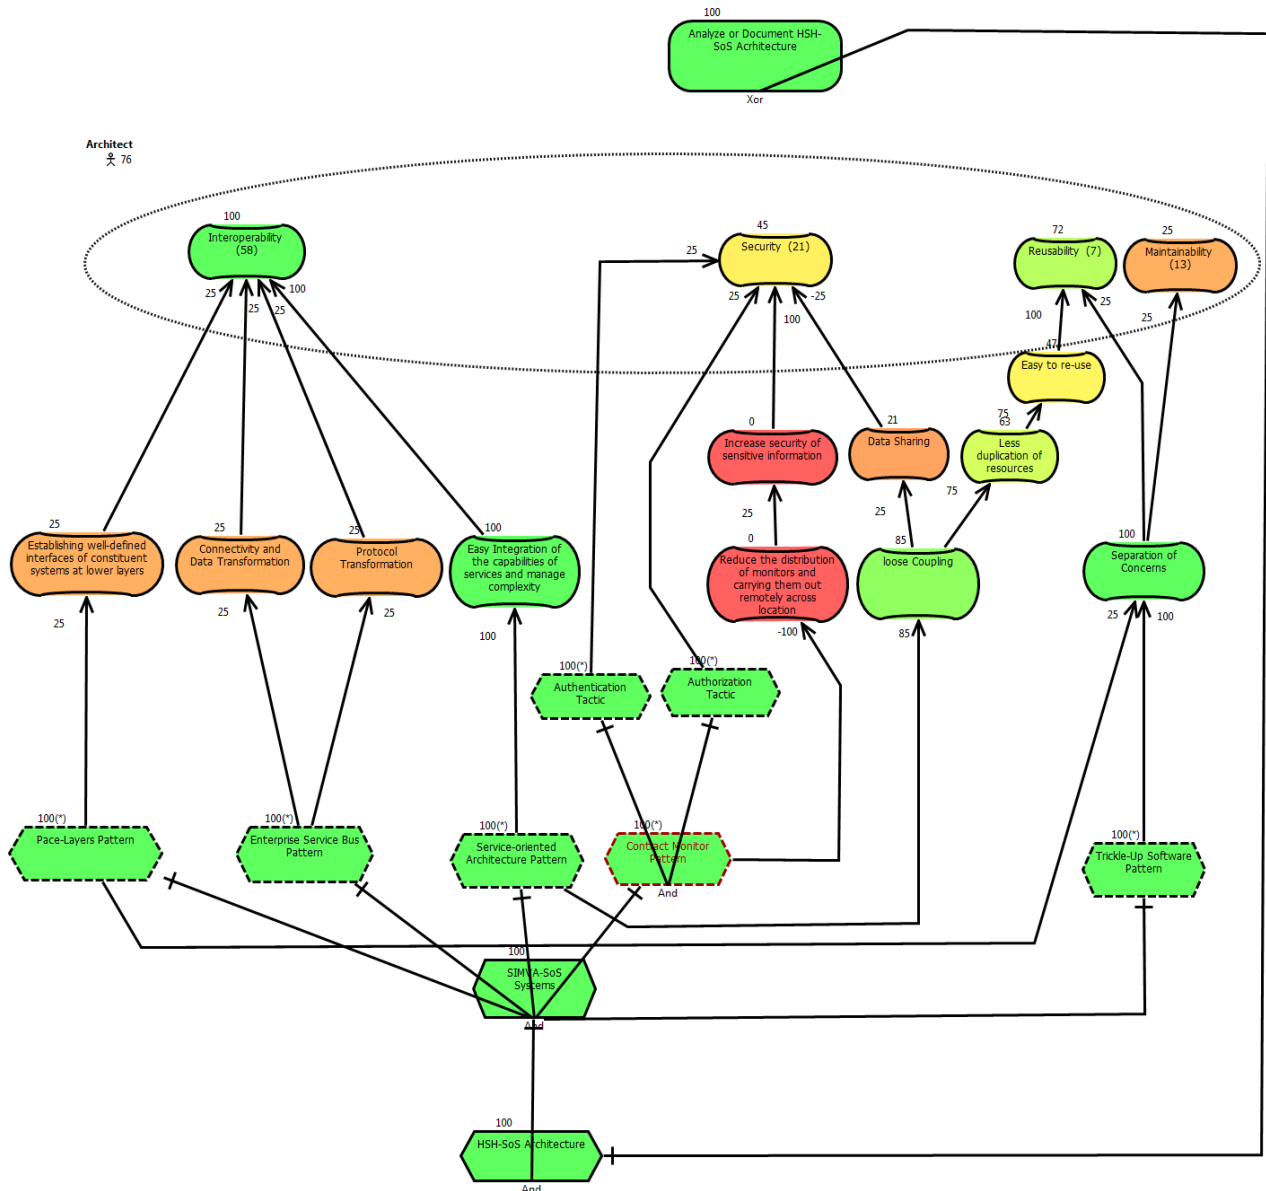 100
Analyze or Document HSH-
SoS Acrhitecture
Xor
Architect
76
100
Interoperability
(58)
25
25
25
100
45
Security (21)
25
25
100
-25
72
Reusability (7)
100
25
25
Maintainability
(13)
25
47
Easy to re-use
75
63
Less
duplication of
resources
75
0
Increase security of
sensitive information
25
21
Data Sharing
25
25
Establishing well-defined
interfaces of constituent
systems at lower layers
25
25
Connectivity and
Data Transformation
25
25
Protocol
Transformation
25
100
Easy Integration of
the capabilities of
services and manage
complexity
100
0
Reduce the distribution
of monitors and
carrying them out
remotely across
location
-100
85
loose Coupling
85
100
Separation of
Concerns
25
100
100(*)
Authentication
Tactic
100(*)
Authorization
Tactic
100(*)
Pace-Layers Pattern
100(*)
Enterprise Service Bus
Pattern
100(*)
Service-oriented
Architecture Pattern
100(*)
Contract Monitor
Pattern
And
100(*)
Trickle-Up Software
Pattern
100
SIMVA-SoS
Systems
And
100
HSH-SoS Architecture
And